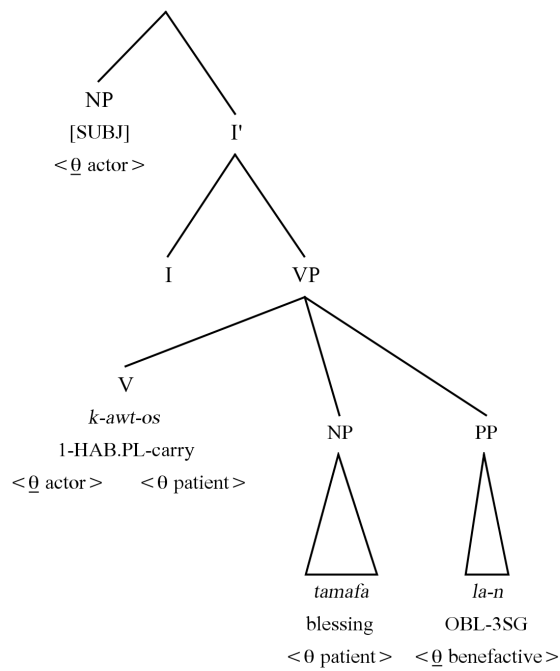 NP
[SUBJ]
<θ̲ actor>
I'
I
VP
V
k-awt-os
1-HAB.PL-carry
<θ̲ actor> <θ patient>
NP
PP
tamafa
la-n
blessing
OBL-3SG
<θ patient>
<θ̲ benefactive>